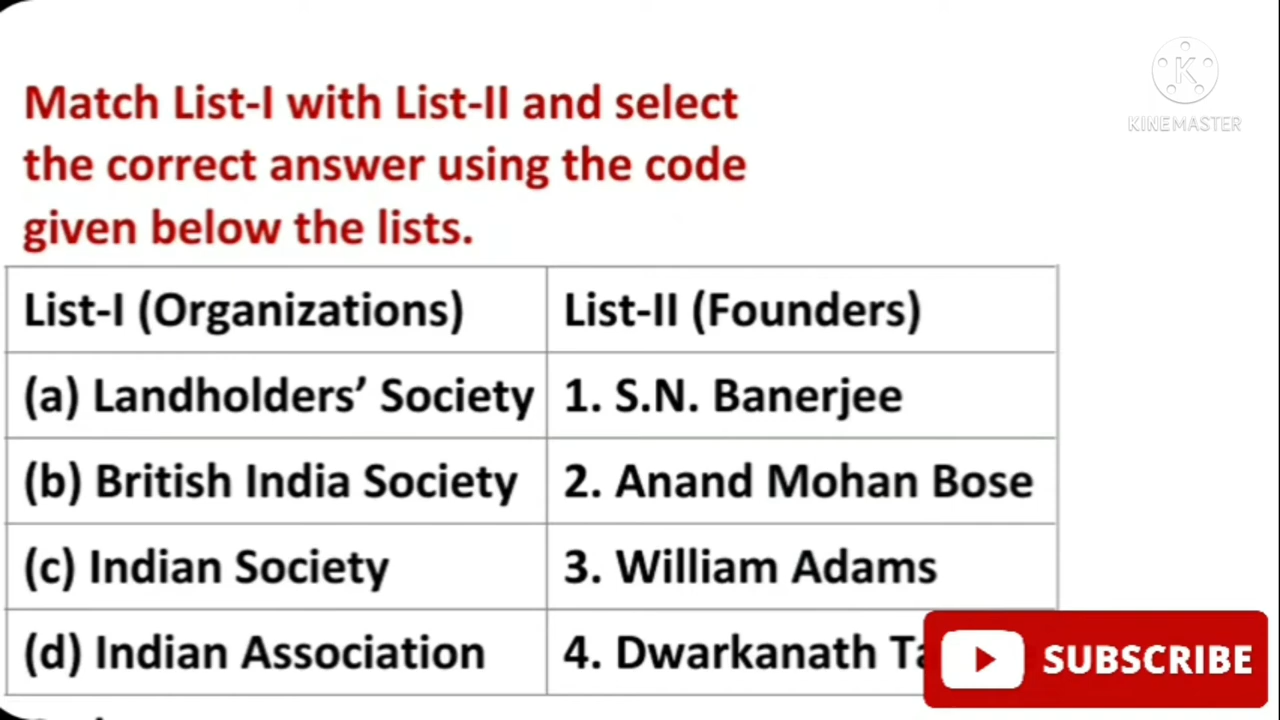 K
KINEMASTER
Match List-I with List-II and select
the correct answer using the code
given below the lists.
List-I (Organizations) List-II (Founders)
(a) Landholders’ Society 1. S.N. Banerjee
(b) British India Society 2. Anand Mohan Bose
(c) Indian Society 3. William Adams
(d) Indian Association 4. Dwarkanath
SUBSCRIBE